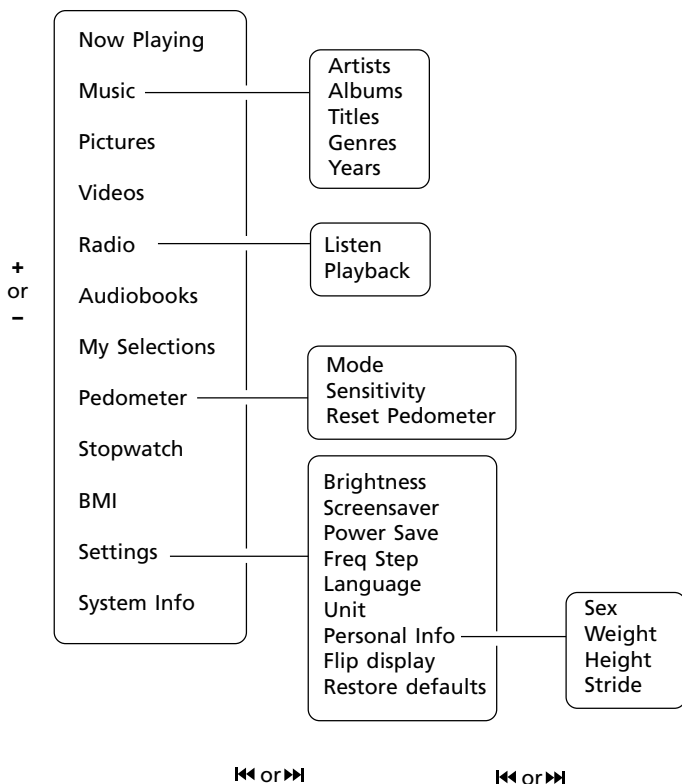 Now Playing
Music
Pictures
Videos
Radio
Audiobooks
My Selections
Pedometer
Stopwatch
BMI
Settings
System Info
Artists
Albums
Titles
Genres
Years
Listen
Playback
Mode
Sensitivity
Reset Pedometer
Brightness
Screensaver
Power Save
Freq Step
Language
Unit
Personal Info
Flip display
Restore defaults
Sex
Weight
Height
Stride
+
or
–
⏮ or ⏭
⏮ or ⏭